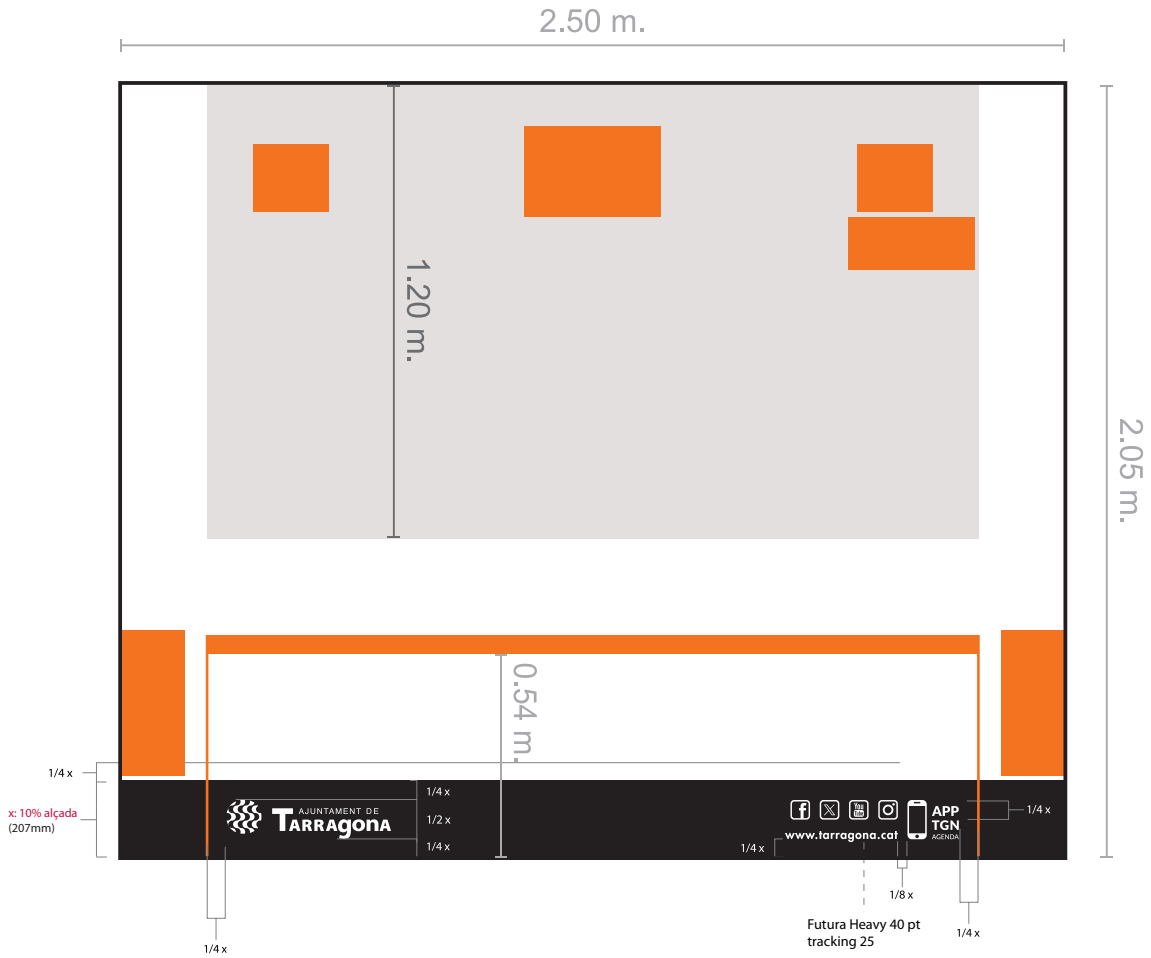 2.50 m.
1.20 m.
2.05 m.
0.54 m.
1/4 x
x: 10% alçada
(207mm)
AJUNTAMENT DE
TARRAgONA
1/4 x
1/2 x
1/4 x
You
Tube
www.tarragona.cat
APP
TGN
AGENDA
1/4 x
1/4 x
1/8 x
1/4 x
1/4 x
Futura Heavy 40 pt
tracking 25